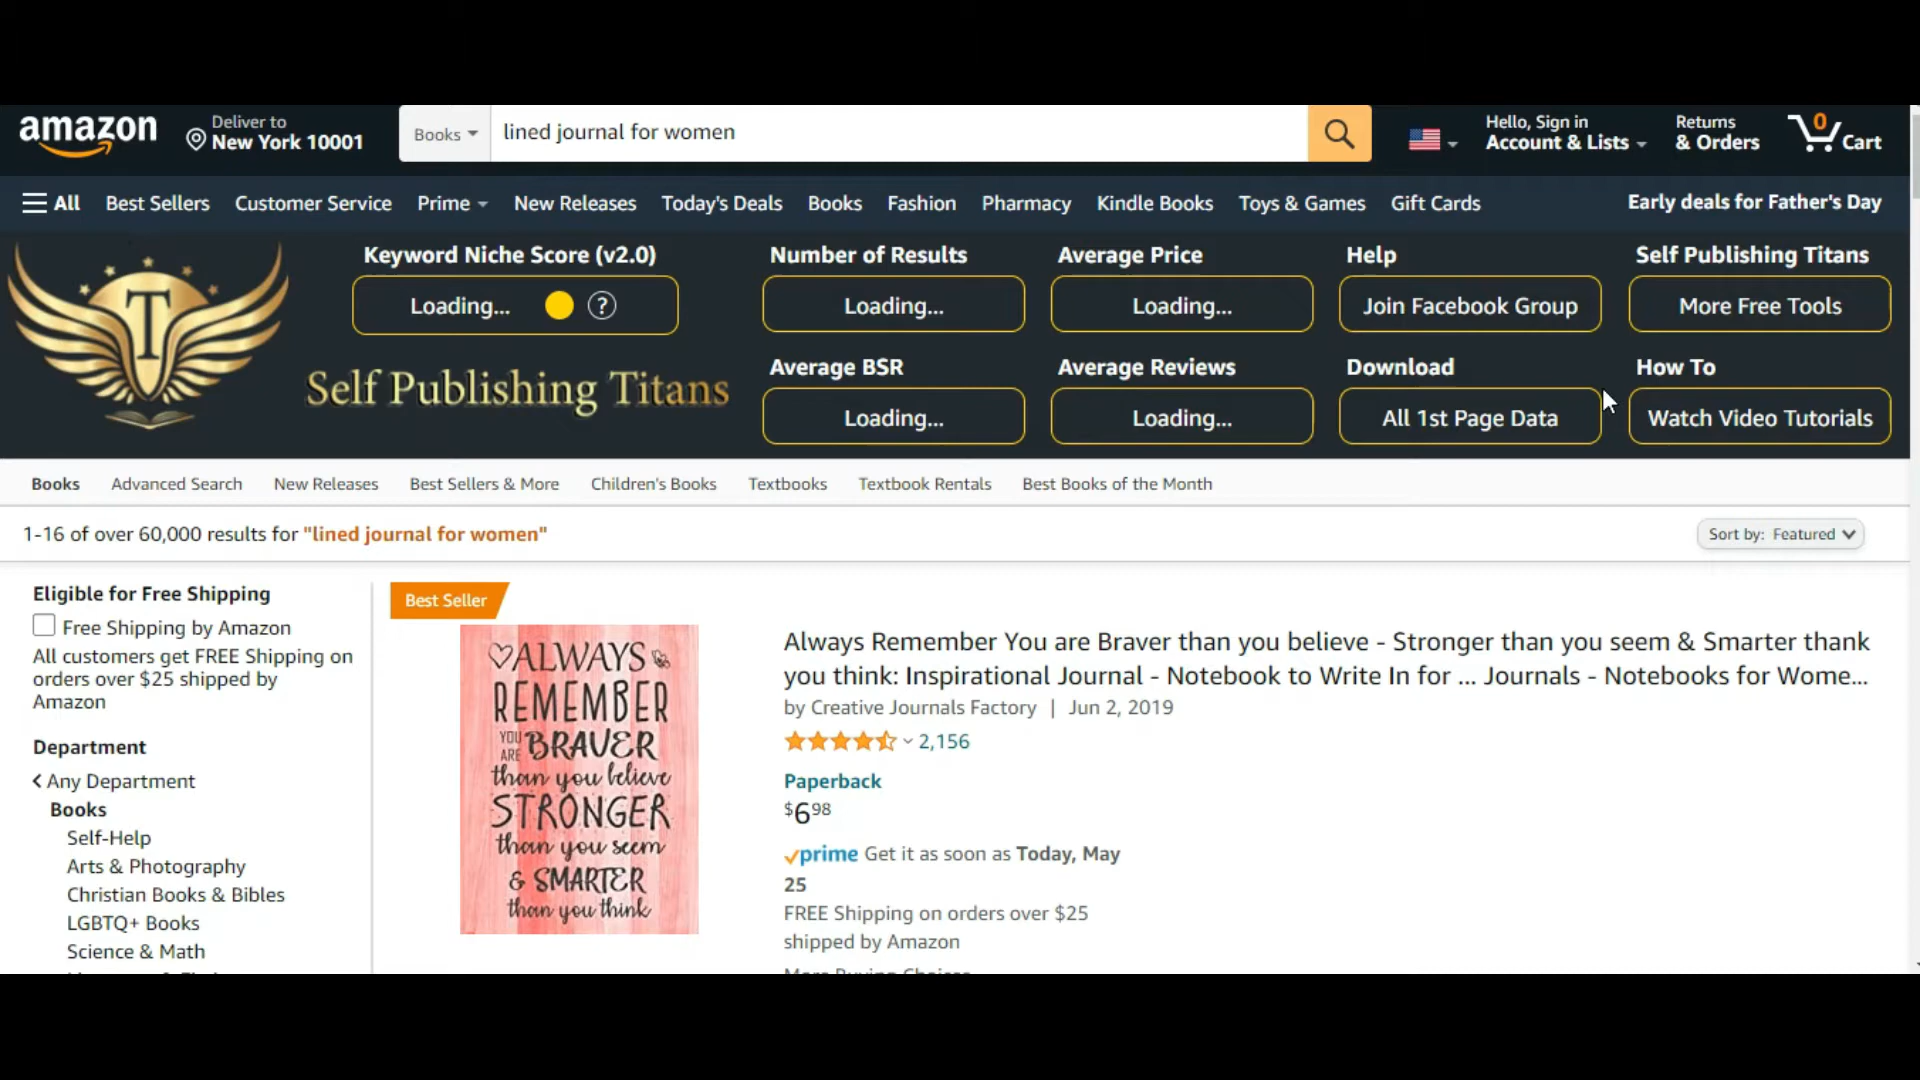 amazon
Deliver to
New York 10001
Books
lined journal for women
Hello, Sign in
Account & Lists
Returns
& Orders
0
Cart
All
Best Sellers
Customer Service
Prime
New Releases
Today's Deals
Books
Fashion
Pharmacy
Kindle Books
Toys & Games
Gift Cards
Early deals for Father's Day
T
Self Publishing Titans
Keyword Niche Score (v2.0)
Loading...
?
Number of Results
Loading...
Average Price
Loading...
Help
Join Facebook Group
Self Publishing Titans
More Free Tools
Average BSR
Loading...
Average Reviews
Loading...
Download
All 1st Page Data
How To
Watch Video Tutorials
Books
Advanced Search
New Releases
Best Sellers & More
Children's Books
Textbooks
Textbook Rentals
Best Books of the Month
1-16 of over 60,000 results for "lined journal for women"
Sort by: Featured
Eligible for Free Shipping
Free Shipping by Amazon
All customers get FREE Shipping on
orders over $25 shipped by
Amazon
Department
Any Department
Books
Self-Help
Arts & Photography
Christian Books & Bibles
LGBTQ+ Books
Science & Math
Best Seller
ALWAYS
REMEMBER
YOU ARE BRAVER
than you believe
STRONGER
than you seem
& SMARTER
than you think
Always Remember You are Braver than you believe - Stronger than you seem & Smarter thank
you think: Inspirational Journal - Notebook to Write In for ... Journals - Notebooks for Wome...
by Creative Journals Factory | Jun 2, 2019
2,156
Paperback
$6.98
prime Get it as soon as Today, May
25
FREE Shipping on orders over $25
shipped by Amazon
More Buying Choices